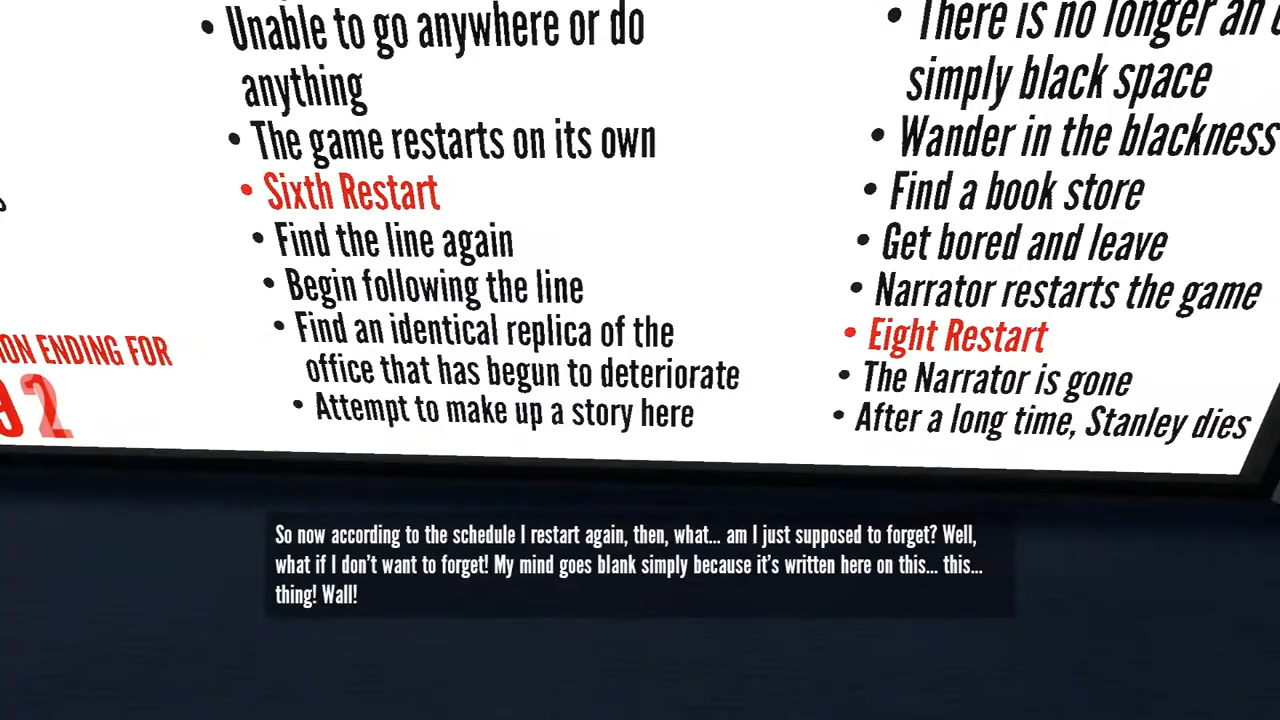 Unable to go anywhere or do
anything
The game restarts on its own
Sixth Restart
Find the line again
Begin following the line
Find an identical replica of the
office that has begun to deteriorate
Attempt to make up a story here
ENDING FOR
92
There is no longer an
simply black space
Wander in the blackness
Find a book store
Get bored and leave
Narrator restarts the game
Eight Restart
The Narrator is gone
After a long time, Stanley dies
So now according to the schedule I restart again, then, what... am I just supposed to forget? Well,
what if I don't want to forget! My mind goes blank simply because it's written here on this... this...
thing! Wall!